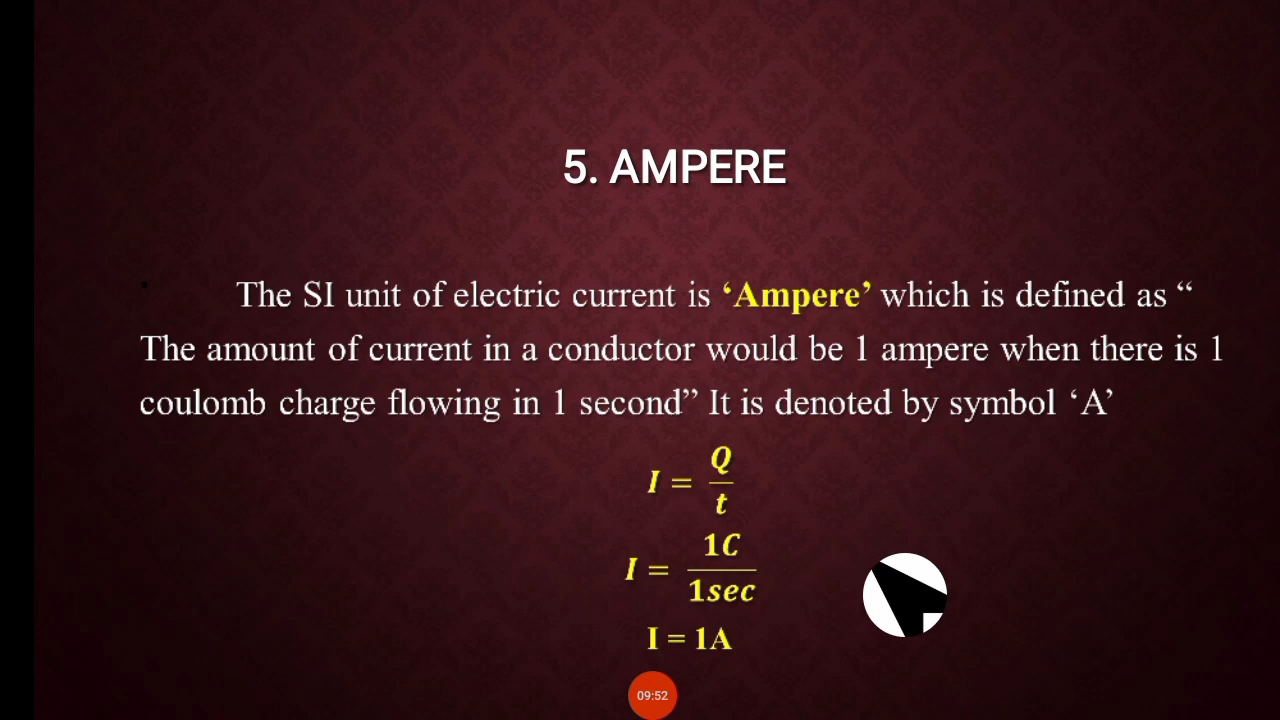 5. AMPERE
The SI unit of electric current is ‘Ampere’ which is defined as “
The amount of current in a conductor would be 1 ampere when there is 1
coulomb charge flowing in 1 second” It is denoted by symbol ‘A’
I = Q/t
I = 1C/1sec
I = 1A
09:52